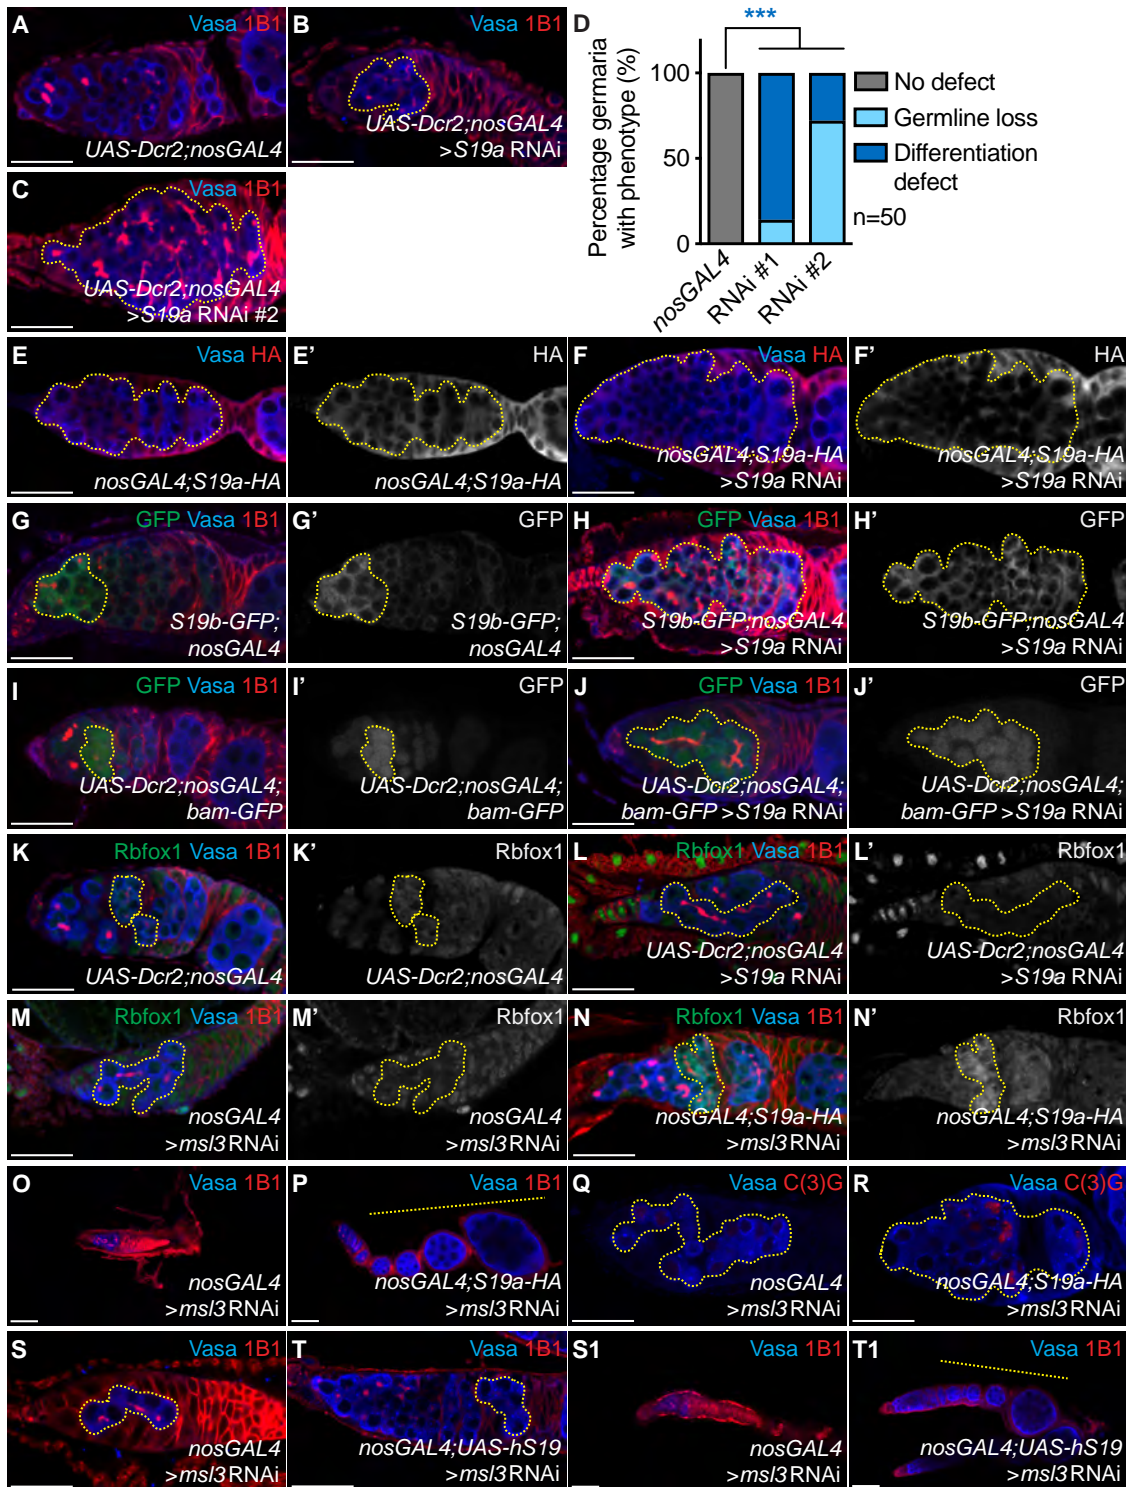 A
Vasa 1B1
UAS-Dcr2;nosGAL4
B
Vasa 1B1
UAS-Dcr2;nosGAL4
>S19a RNAi
C
Vasa 1B1
UAS-Dcr2;nosGAL4
>S19a RNAi #2
D
***
Percentage germaria
with phenotype (%)
100
50
0
nosGAL4
RNAi #1
RNAi #2
No defect
Germline loss
Differentiation
defect
n=50
E
Vasa HA
nosGAL4;S19a-HA
E'
HA
nosGAL4;S19a-HA
F
Vasa HA
nosGAL4;S19a-HA
>S19a RNAi
F'
HA
nosGAL4;S19a-HA
>S19a RNAi
G
GFP Vasa 1B1
S19b-GFP;
nosGAL4
G'
GFP
S19b-GFP;
nosGAL4
H
GFP Vasa 1B1
S19b-GFP;nosGAL4
>S19a RNAi
H'
GFP
S19b-GFP;nosGAL4
>S19a RNAi
I
GFP Vasa 1B1
UAS-Dcr2;nosGAL4;
bam-GFP
I'
GFP
UAS-Dcr2;nosGAL4;
bam-GFP
J
GFP Vasa 1B1
UAS-Dcr2;nosGAL4;
bam-GFP >S19a RNAi
J'
GFP
UAS-Dcr2;nosGAL4;
bam-GFP >S19a RNAi
K
Rbfox1 Vasa 1B1
UAS-Dcr2;nosGAL4
K'
Rbfox1
UAS-Dcr2;nosGAL4
L
Rbfox1 Vasa 1B1
UAS-Dcr2;nosGAL4
>S19a RNAi
L'
Rbfox1
UAS-Dcr2;nosGAL4
>S19a RNAi
M
Rbfox1 Vasa 1B1
nosGAL4
>msl3 RNAi
M'
Rbfox1
nosGAL4
>msl3 RNAi
N
Rbfox1 Vasa 1B1
nosGAL4;S19a-HA
>msl3 RNAi
N'
Rbfox1
nosGAL4;S19a-HA
>msl3 RNAi
O
Vasa 1B1
nosGAL4
>msl3 RNAi
P
Vasa 1B1
nosGAL4;S19a-HA
>msl3 RNAi
Q
Vasa C(3)G
nosGAL4
>msl3 RNAi
R
Vasa C(3)G
nosGAL4;S19a-HA
>msl3 RNAi
S
Vasa 1B1
nosGAL4
>msl3 RNAi
T
Vasa 1B1
nosGAL4;UAS-hS19
>msl3 RNAi
S1
Vasa 1B1
nosGAL4
>msl3 RNAi
T1
Vasa 1B1
nosGAL4;UAS-hS19
>msl3 RNAi